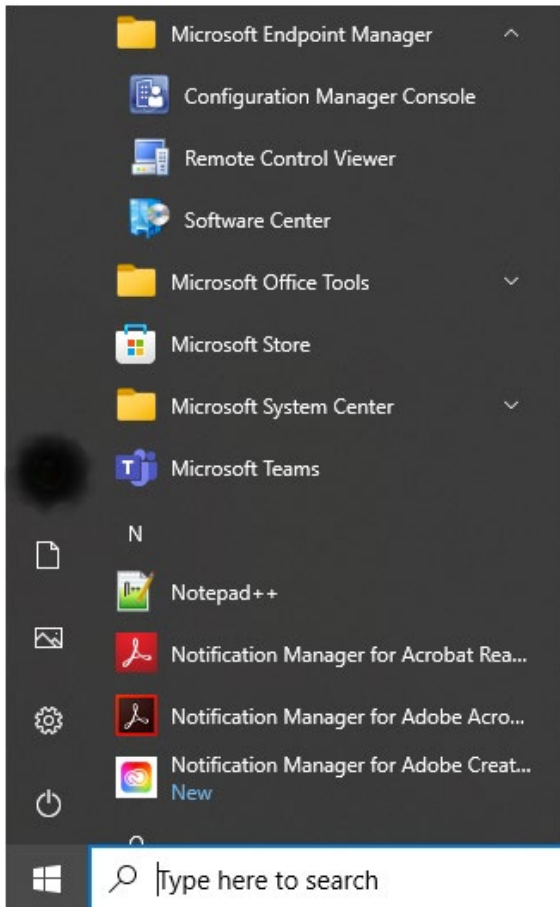 Microsoft Endpoint Manager
Configuration Manager Console
Remote Control Viewer
Software Center
Microsoft Office Tools
Microsoft Store
Microsoft System Center
Microsoft Teams
N
Notepad++
Notification Manager for Acrobat Rea...
Notification Manager for Adobe Acro...
Notification Manager for Adobe Creat...
New
Type here to search